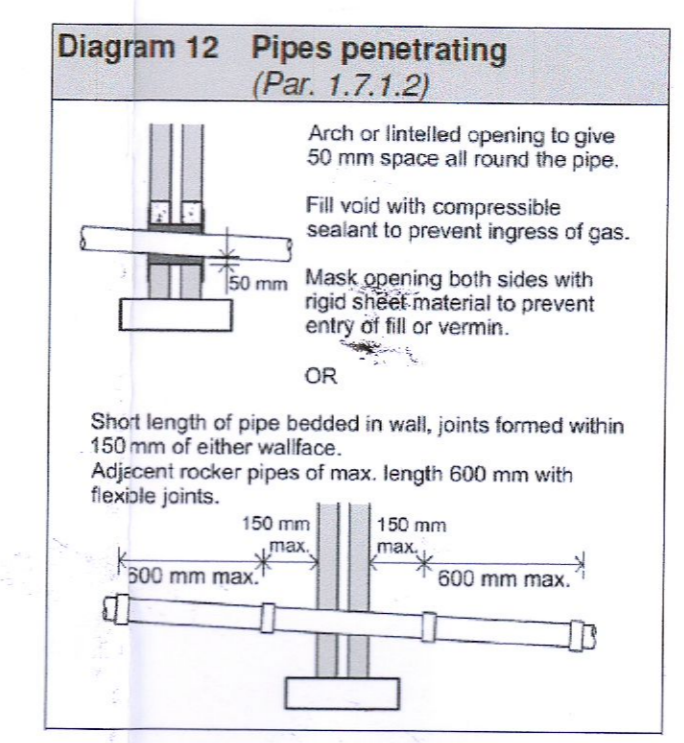 Diagram 12 Pipes penetrating
(Par. 1.7.1.2)
Arch or lintelled opening to give
50 mm space all round the pipe.
Fill void with compressible
sealant to prevent ingress of gas.
50 mm
Mask opening both sides with
rigid sheet material to prevent
entry of fill or vermin.
OR
Short length of pipe bedded in wall, joints formed within
150 mm of either wallface.
Adjacent rocker pipes of max. length 600 mm with
flexible joints.
150 mm
max.
150 mm
max.
600 mm max.
600 mm max.